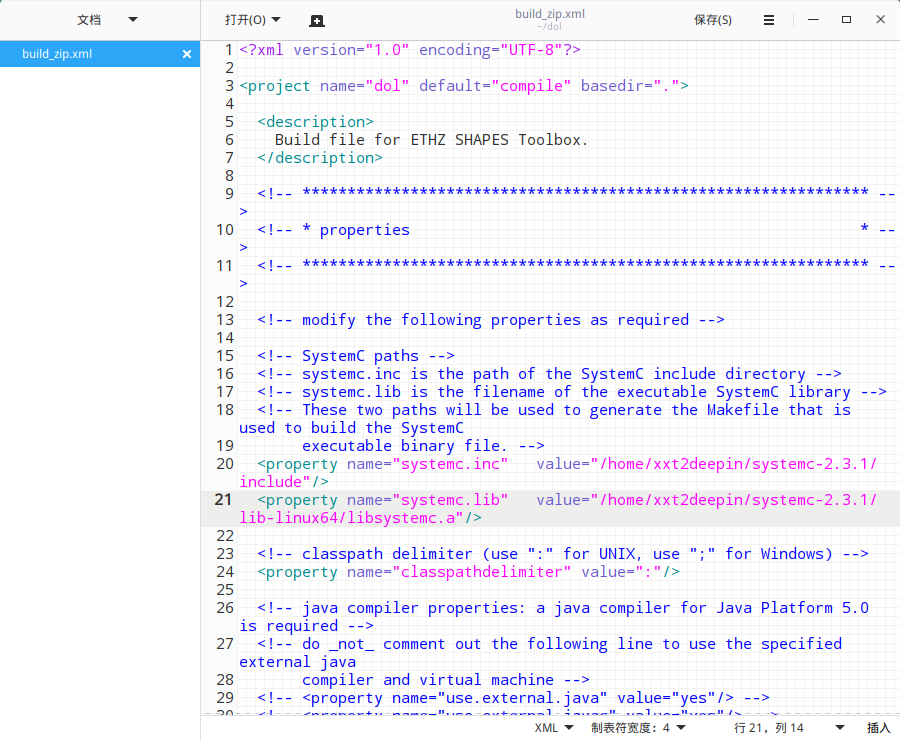 文档
打开(O)
build_zip.xml
~/dol
保存(S)
build_zip.xml
1 <?xml version="1.0" encoding="UTF-8"?>
2
3 <project name="dol" default="compile" basedir=".">
4
5   <description>
6     Build file for ETHZ SHAPES Toolbox.
7   </description>
8
9   <!-- *************************************************************** --
>
10   <!-- * properties                                                  * --
>
11   <!-- *************************************************************** --
>
12
13   <!-- modify the following properties as required -->
14
15   <!-- SystemC paths -->
16   <!-- systemc.inc is the path of the SystemC include directory -->
17   <!-- systemc.lib is the filename of the executable SystemC library -->
18   <!-- These two paths will be used to generate the Makefile that is
used to build the SystemC
19        executable binary file. -->
20   <property name="systemc.inc"   value="/home/xxt2deepin/systemc-2.3.1/
include"/>
21   <property name="systemc.lib"   value="/home/xxt2deepin/systemc-2.3.1/
lib-linux64/libsystemc.a"/>
22
23   <!-- classpath delimiter (use ":" for UNIX, use ";" for Windows) -->
24   <property name="classpathdelimiter" value=":"/>
25
26   <!-- java compiler properties: a java compiler for Java Platform 5.0
is required -->
27   <!-- do _not_ comment out the following line to use the specified
external java
28        compiler and virtual machine -->
29   <!-- <property name="use.external.java" value="yes"/> -->
XML
制表符宽度：4
行 21，列 14
插入